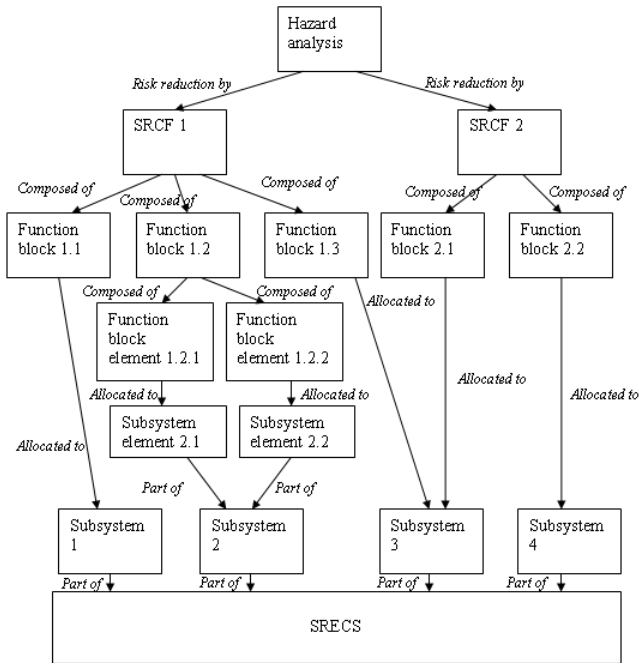 Hazard
analysis
Risk reduction by
Risk reduction by
SRCF 1
SRCF 2
Composed of
Composed of
Composed of
Composed of
Composed of
Function
block 1.1
Function
block 1.2
Function
block 1.3
Function
block 2.1
Function
block 2.2
Composed of
Composed of
Allocated to
Function
block
element 1.2.1
Function
block
element 1.2.2
Allocated to
Allocated to
Allocated to
Allocated to
Subsystem
element 2.1
Subsystem
element 2.2
Allocated to
Part of
Part of
Subsystem
1
Subsystem
2
Subsystem
3
Subsystem
4
Part of
Part of
Part of
Part of
SRECS